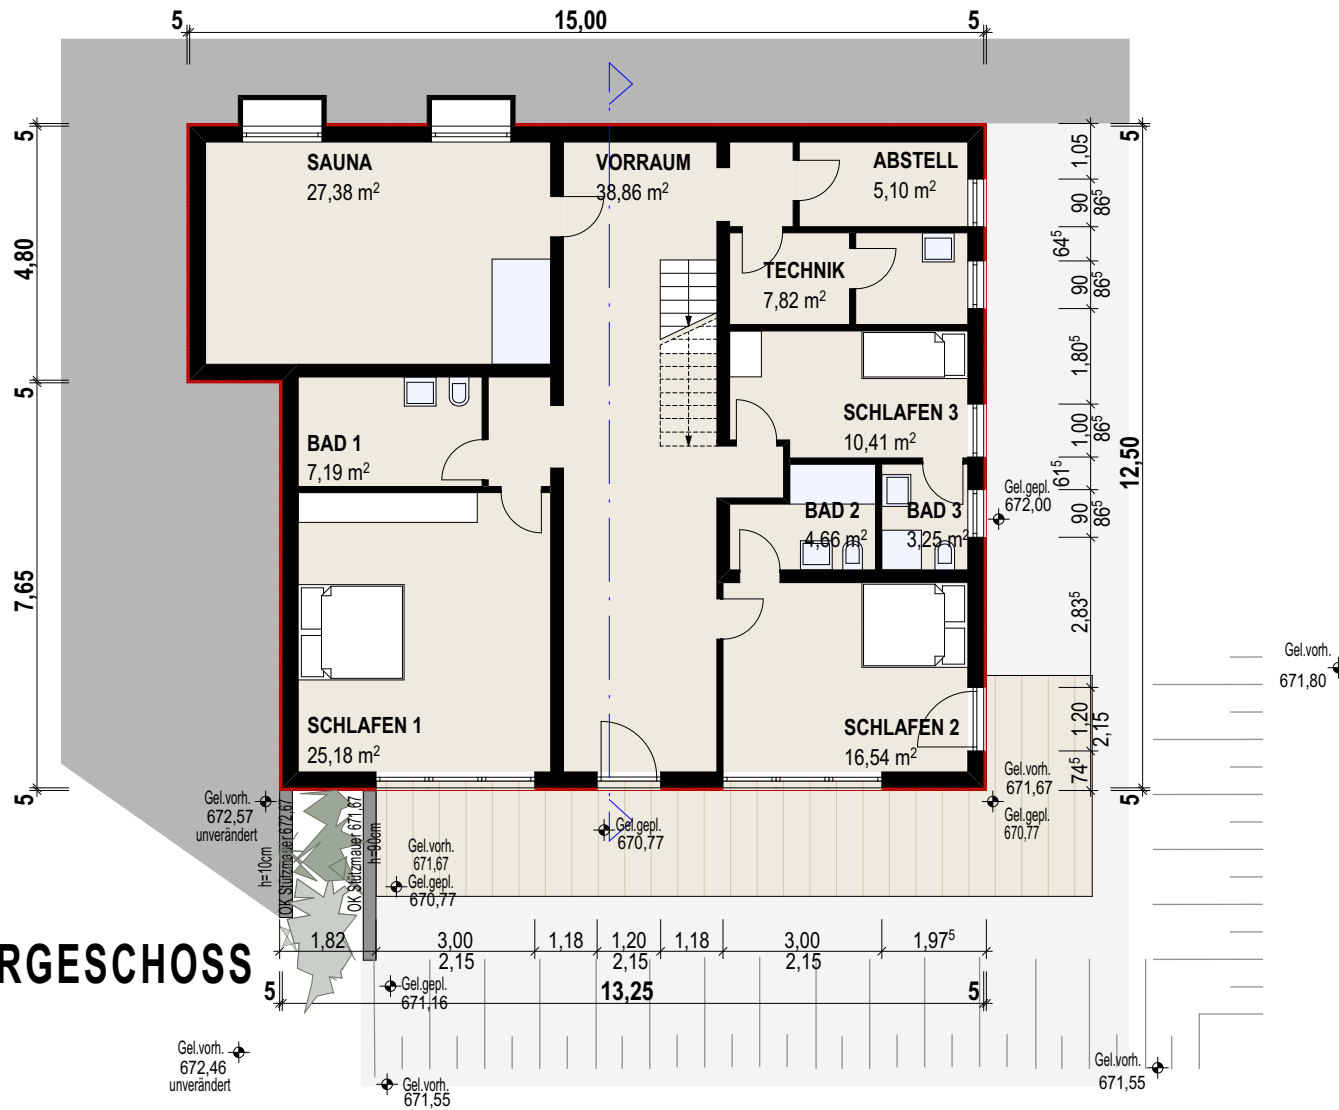 5 15,00 5
SAUNA
27,38 m²
VORRAUM
38,86 m²
ABSTELL
5,10 m²
TECHNIK
7,82 m²
SCHLAFEN 3
10,41 m²
BAD 1
7,19 m²
BAD 2
4,66 m²
BAD 3
3,25 m²
SCHLAFEN 1
25,18 m²
SCHLAFEN 2
16,54 m²
5
4,80
5
7,65
5
1,05
90
86⁵
64⁵
90
86⁵
1,80⁵
1,00
86⁵
61⁵
90
86⁵
2,83⁵
1,20
2,15
74⁵
5
12,50
5
Gel.gepl.
672,00
Gel.vorh.
671,80
Gel.vorh.
671,67
Gel.gepl.
670,77
Gel.vorh.
672,57
unverändert
h=10cm
OK Stützmauer 672,67
OK Stützmauer 671,67
h=90cm
Gel.gepl.
670,77
Gel.vorh.
671,67
Gel.gepl.
670,77
1,82 3,00 1,18 1,20 1,18 3,00 1,97⁵
2,15 2,15 2,15
RGESCHOSS
5 13,25 5
Gel.gepl.
671,16
Gel.vorh.
672,46
unverändert
Gel.vorh.
671,55
Gel.vorh.
671,55